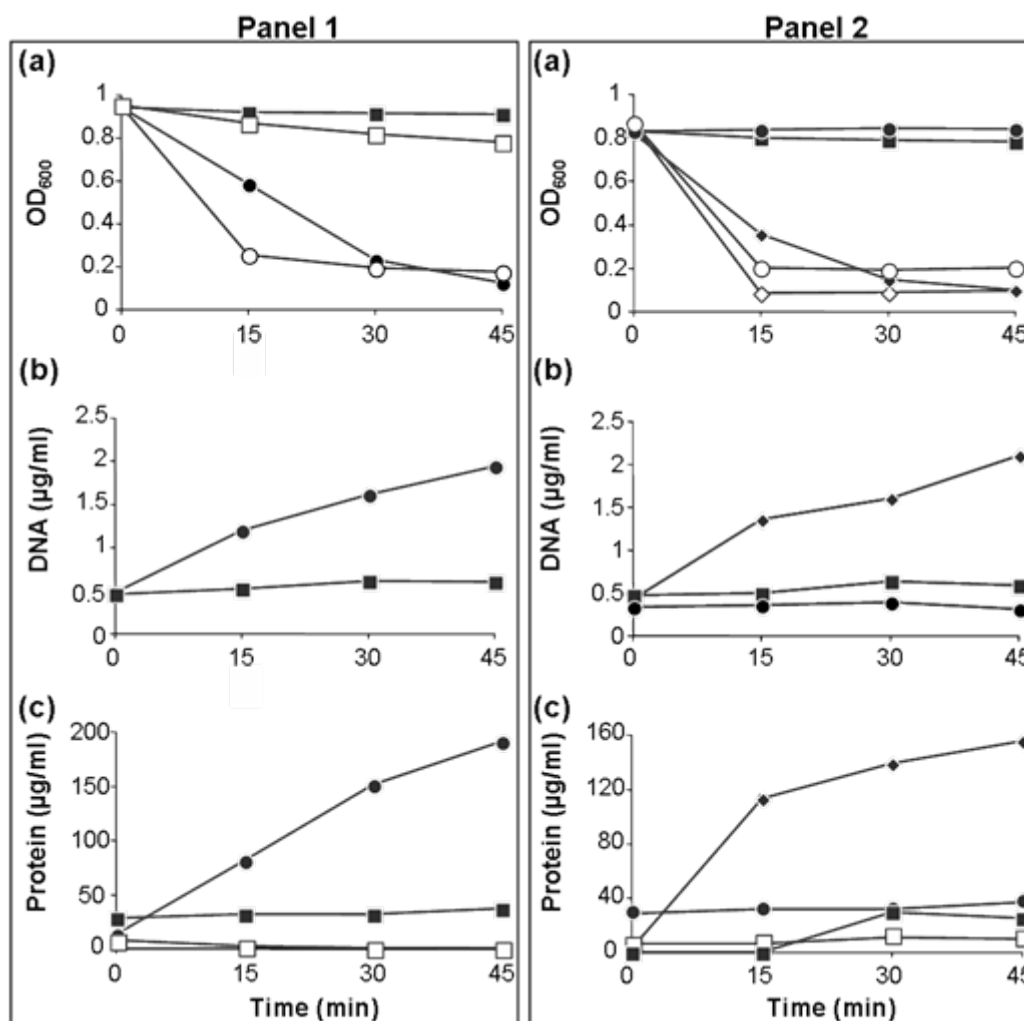 Panel 1
(a)
OD600
1
0.8
0.6
0.4
0.2
0
0 15 30 45
(b)
DNA (µg/ml)
2.5
2
1.5
1
0.5
0
0 15 30 45
(c)
Protein (µg/ml)
200
150
100
50
0
0 15 30 45
Time (min)
Panel 2
(a)
OD600
1
0.8
0.6
0.4
0.2
0
0 15 30 45
(b)
DNA (µg/ml)
2.5
2
1.5
1
0.5
0
0 15 30 45
(c)
Protein (µg/ml)
160
120
80
40
0
0 15 30 45
Time (min)